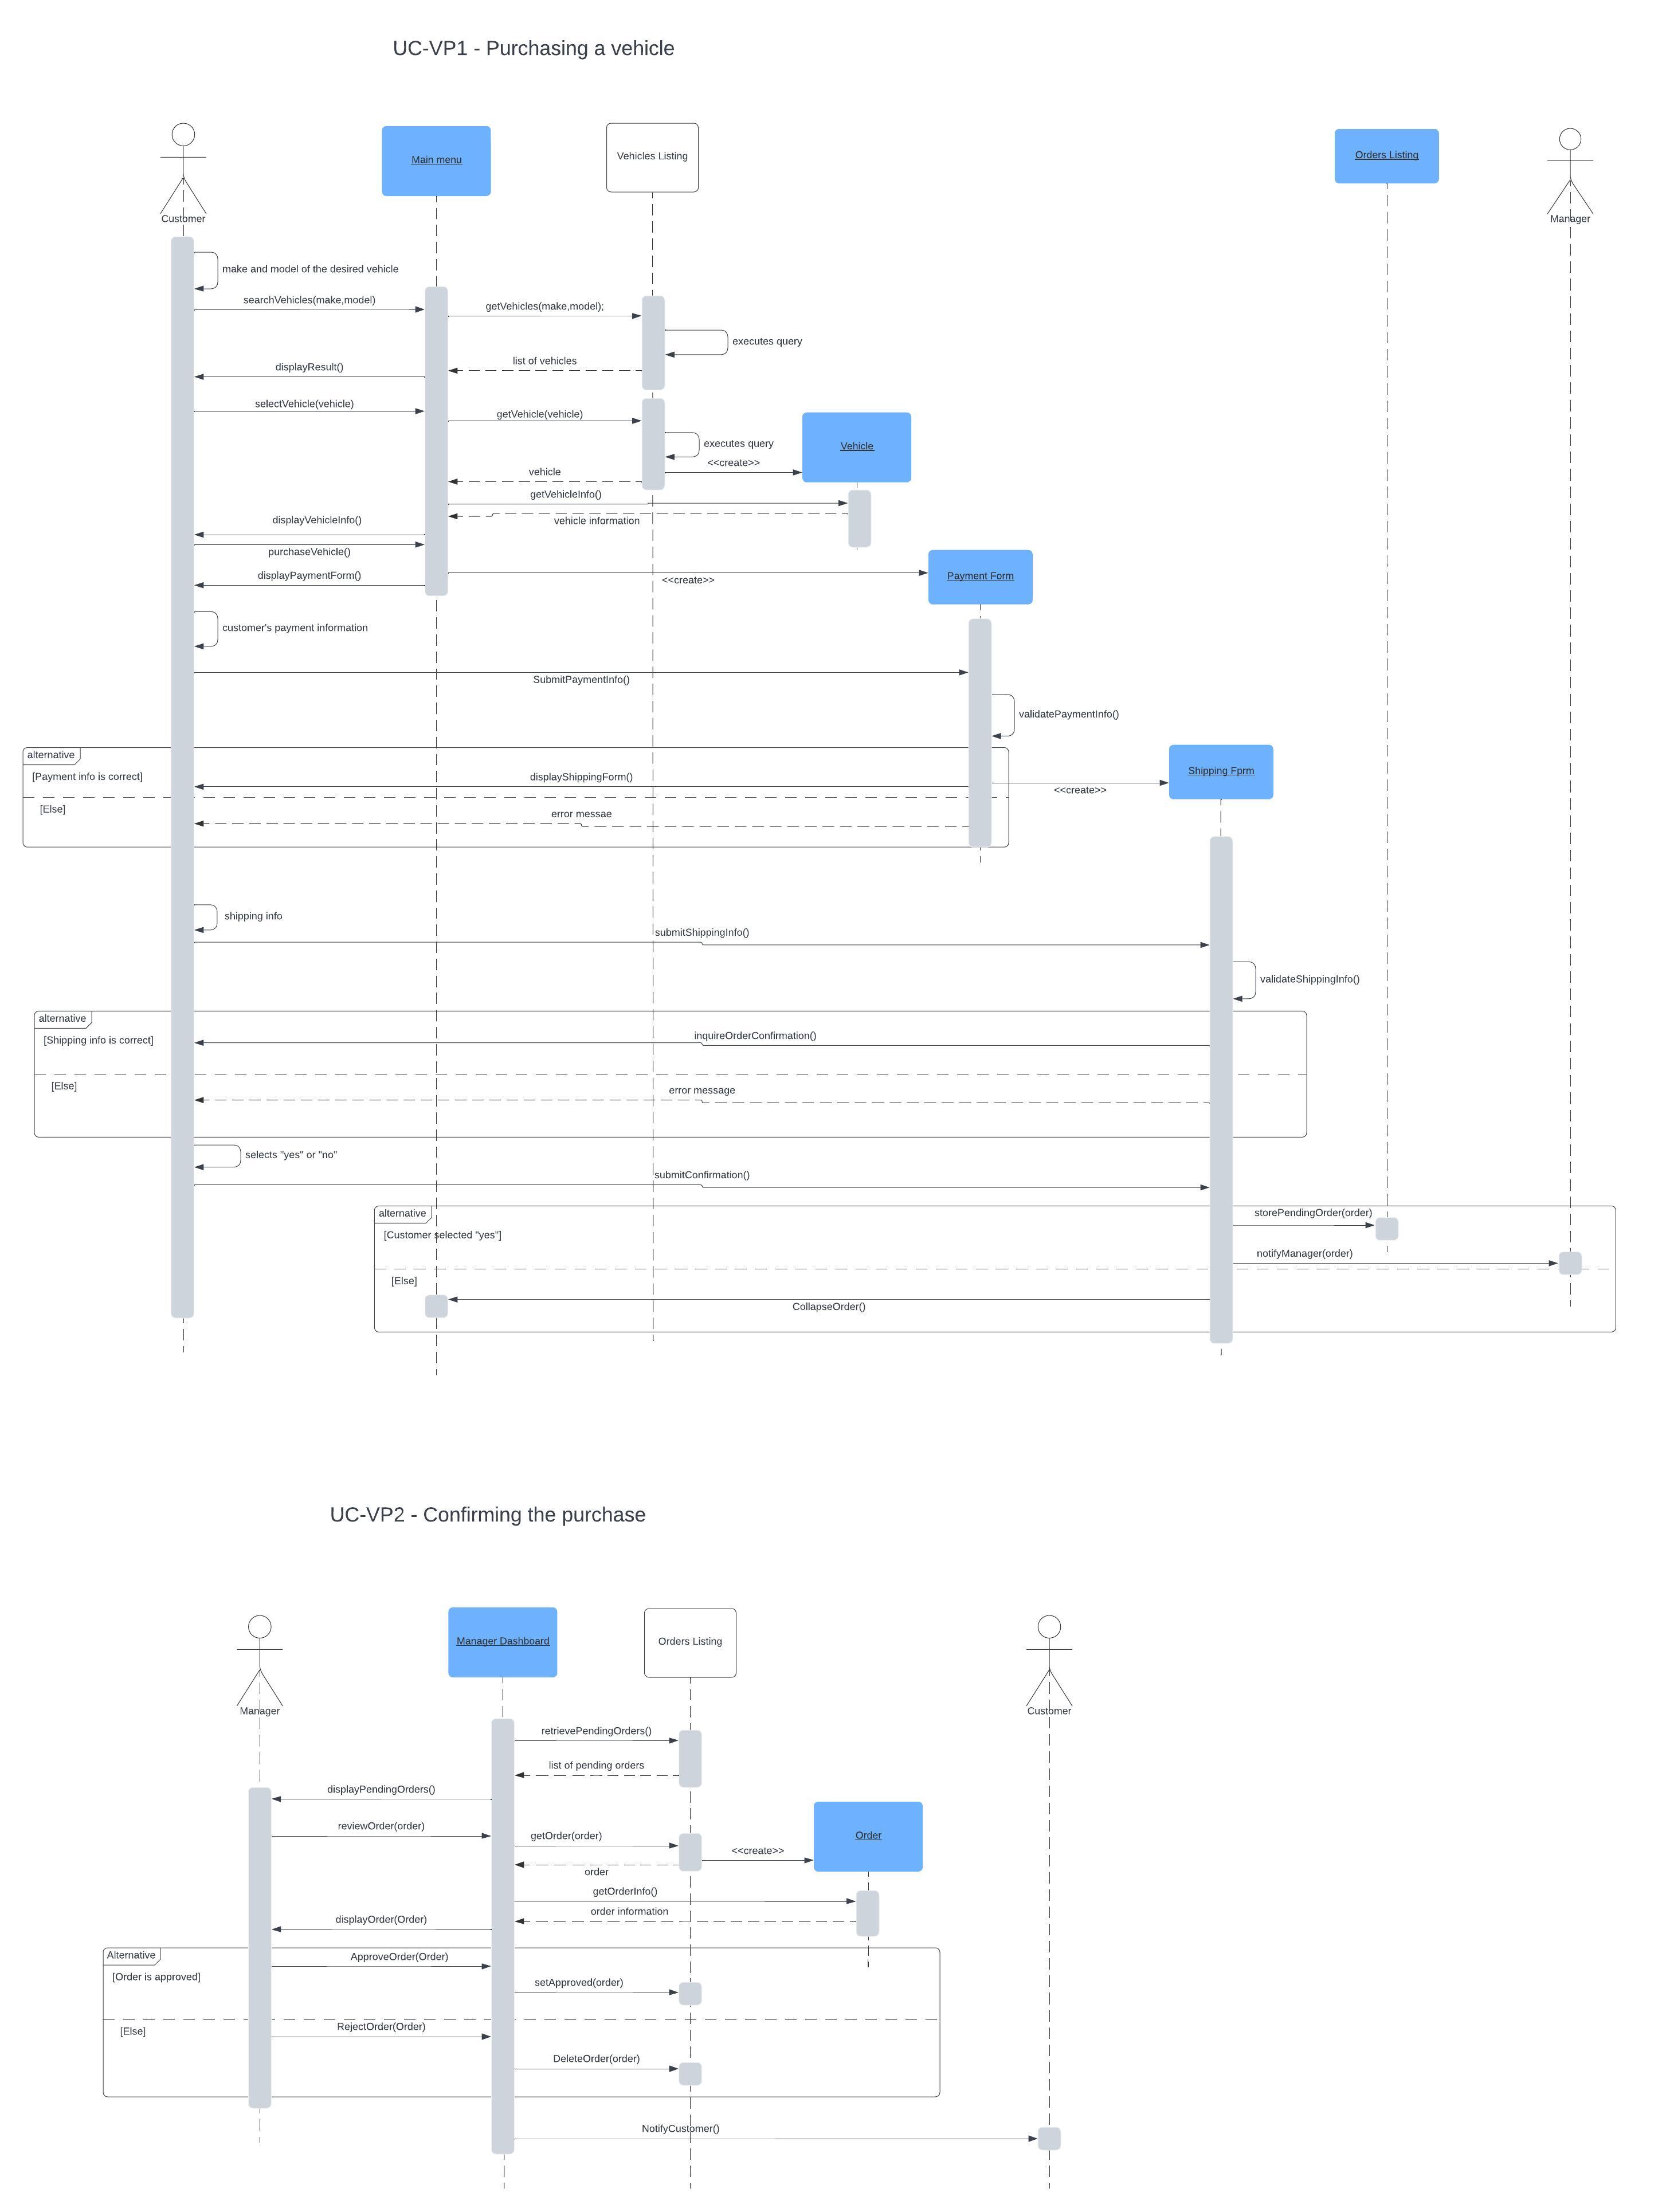 UC-VP1 - Purchasing a vehicle
Customer
Main menu
Vehicles Listing
Orders Listing
Manager
make and model of the desired vehicle
searchVehicles(make,model)
getVehicles(make,model);
executes query
list of vehicles
displayResult()
selectVehicle(vehicle)
getVehicle(vehicle)
executes query
Vehicle
<<create>>
vehicle
getVehicleInfo()
vehicle information
displayVehicleInfo()
purchaseVehicle()
displayPaymentForm()
<<create>>
Payment Form
customer's payment information
SubmitPaymentInfo()
validatePaymentInfo()
alternative
[Payment info is correct]
displayShippingForm()
<<create>>
Shipping Fprm
[Else]
error messae
shipping info
submitShippingInfo()
validateShippingInfo()
alternative
[Shipping info is correct]
inquireOrderConfirmation()
[Else]
error message
selects "yes" or "no"
submitConfirmation()
alternative
[Customer selected "yes"]
storePendingOrder(order)
notifyManager(order)
[Else]
CollapseOrder()
UC-VP2 - Confirming the purchase
Manager
Manager Dashboard
Orders Listing
Customer
retrievePendingOrders()
list of pending orders
displayPendingOrders()
reviewOrder(order)
getOrder(order)
<<create>>
Order
order
getOrderInfo()
order information
displayOrder(Order)
Alternative
[Order is approved]
ApproveOrder(Order)
setApproved(order)
[Else]
RejectOrder(Order)
DeleteOrder(order)
NotifyCustomer()